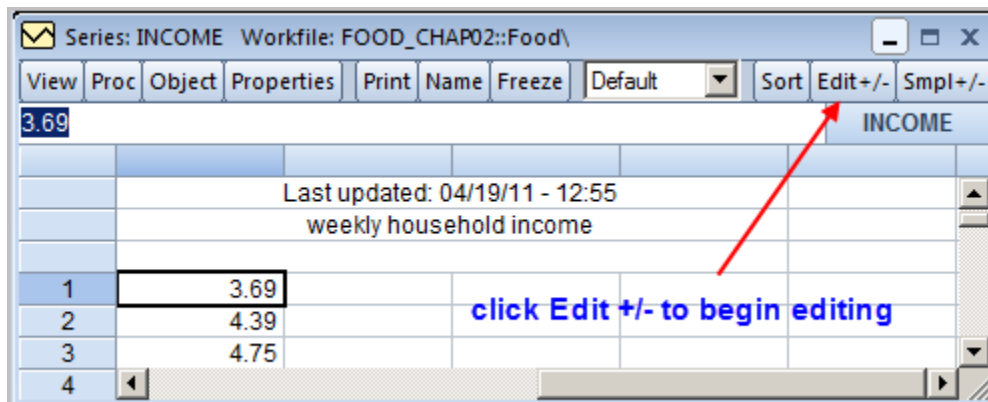 Series: INCOME Workfile: FOOD_CHAP02::Food\
View Proc Object Properties Print Name Freeze Default Sort Edit+/- Smpl+/-
3.69 INCOME
Last updated: 04/19/11 - 12:55
weekly household income
1 3.69
click Edit +/- to begin editing
2 4.39
3 4.75
4